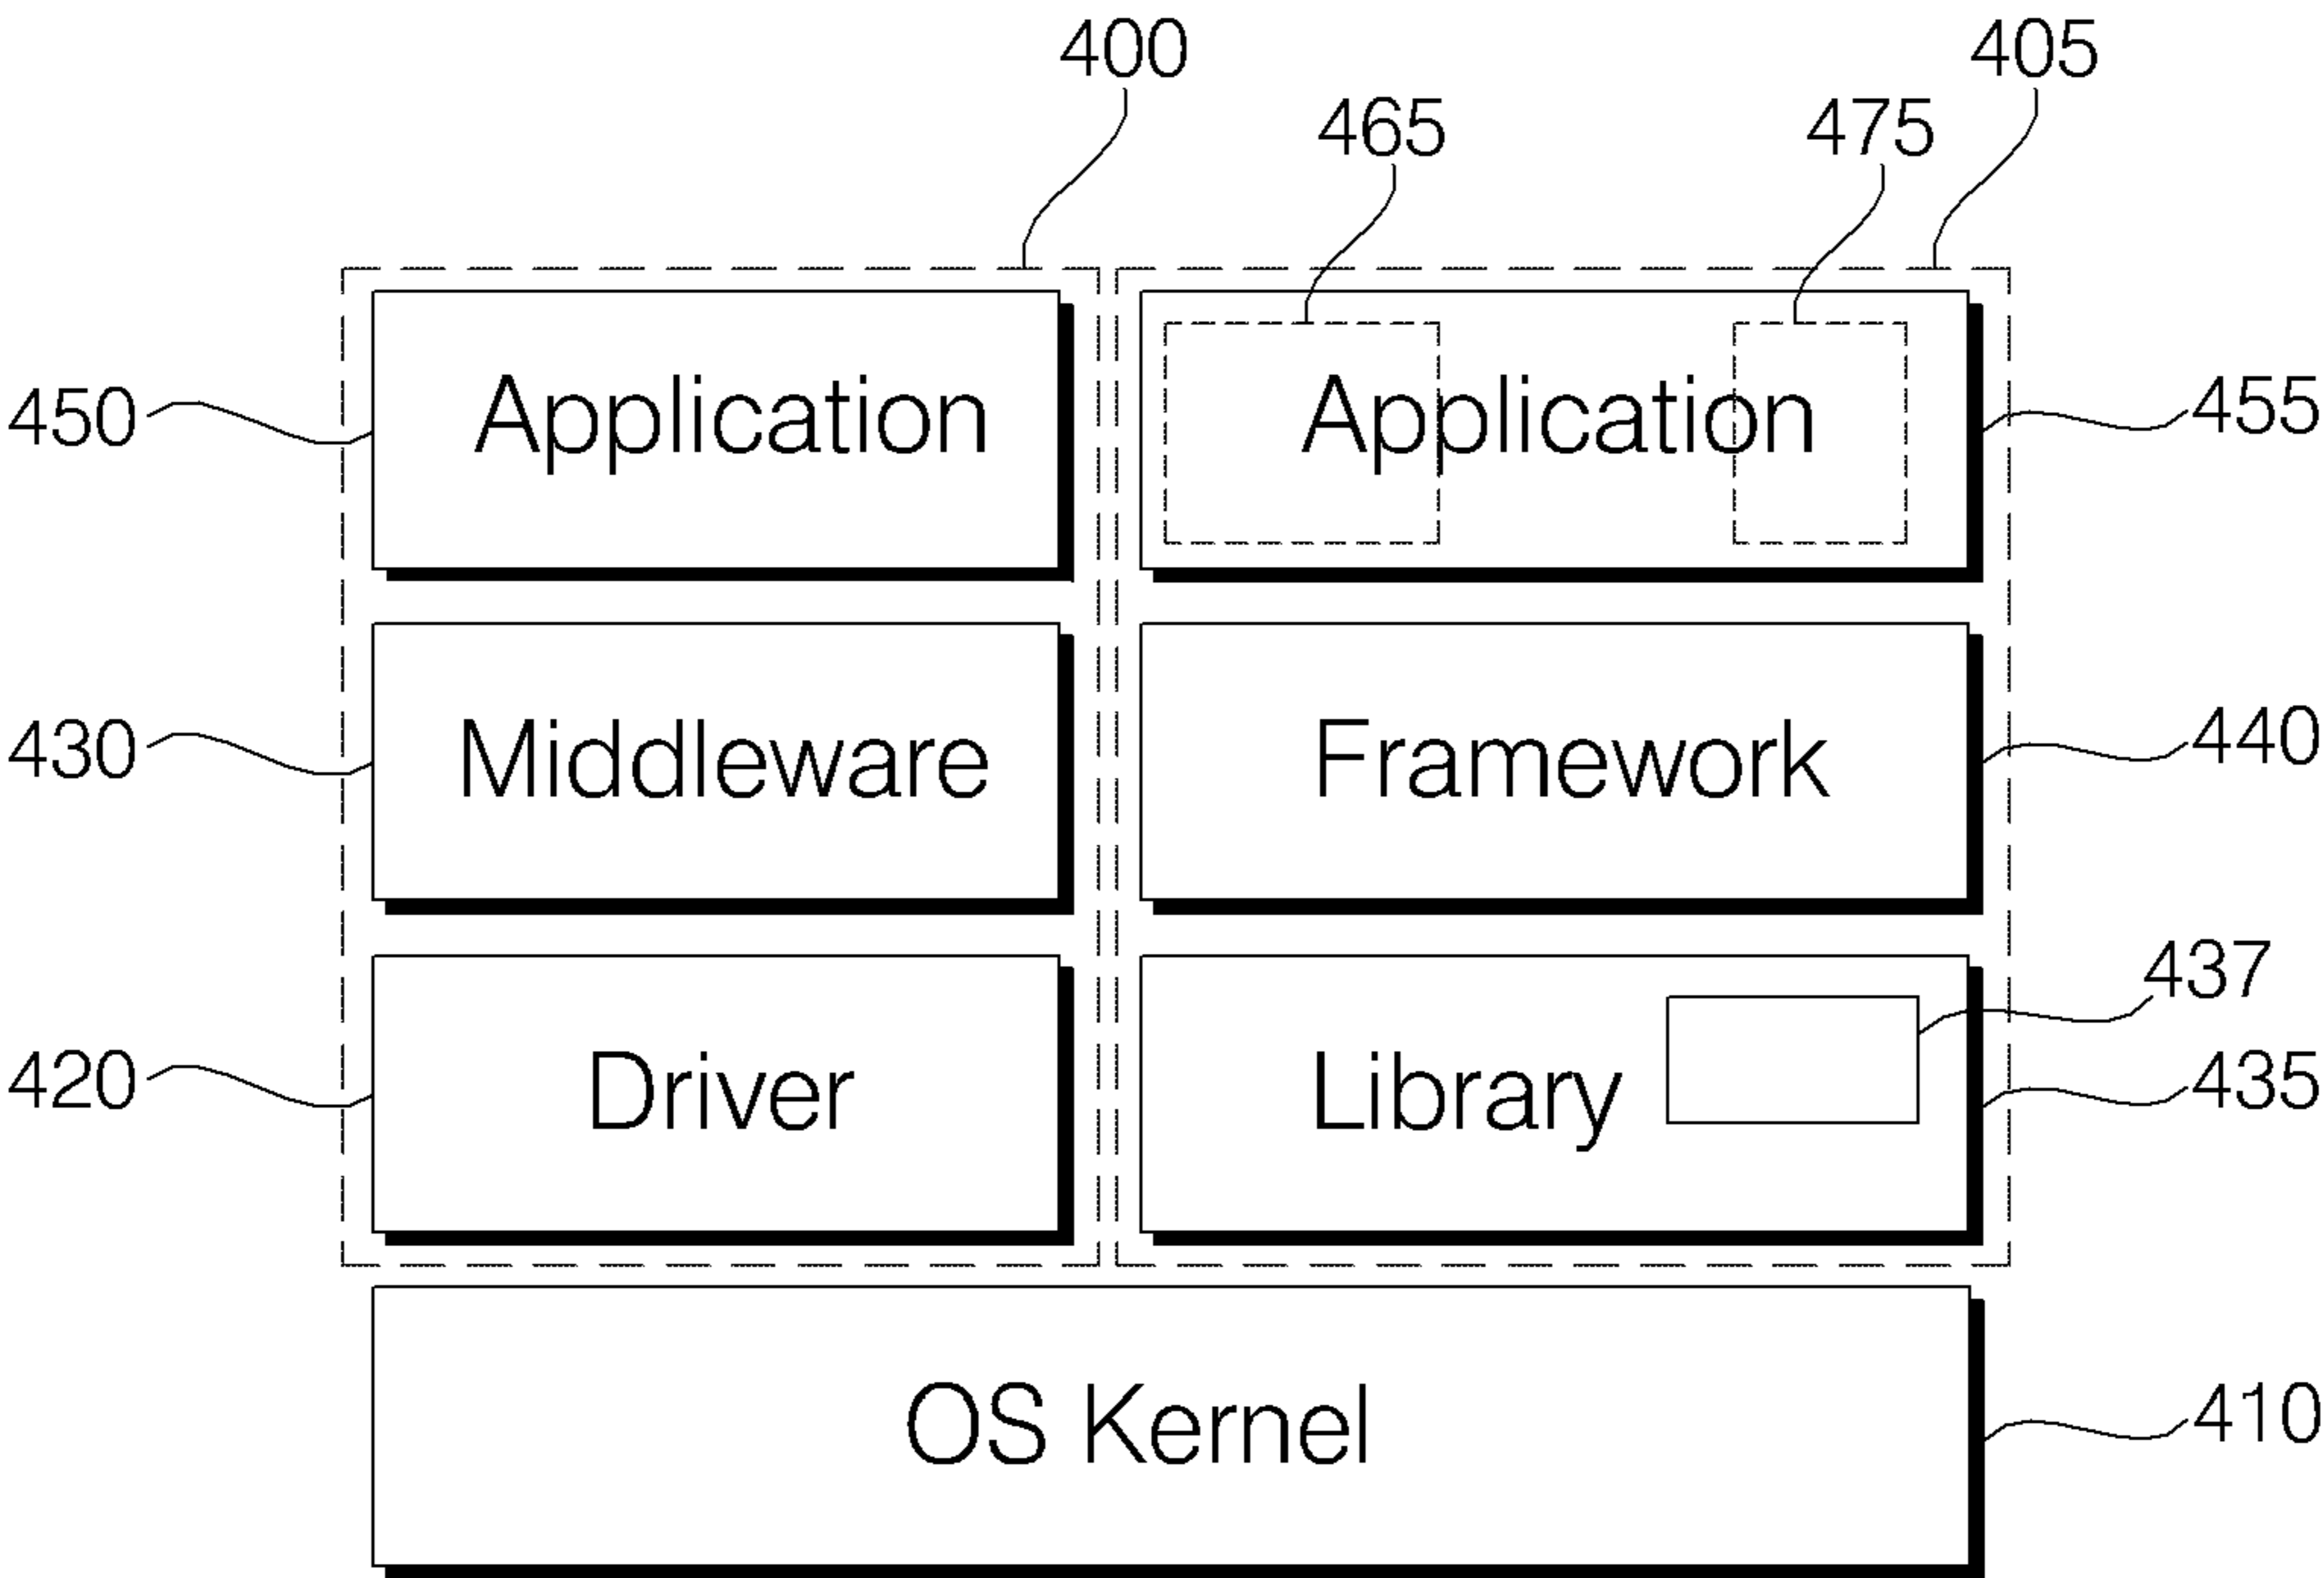 400 405
465 475
450 Application Application 455
430 Middleware Framework 440
437
420 Driver Library 435
OS Kernel 410